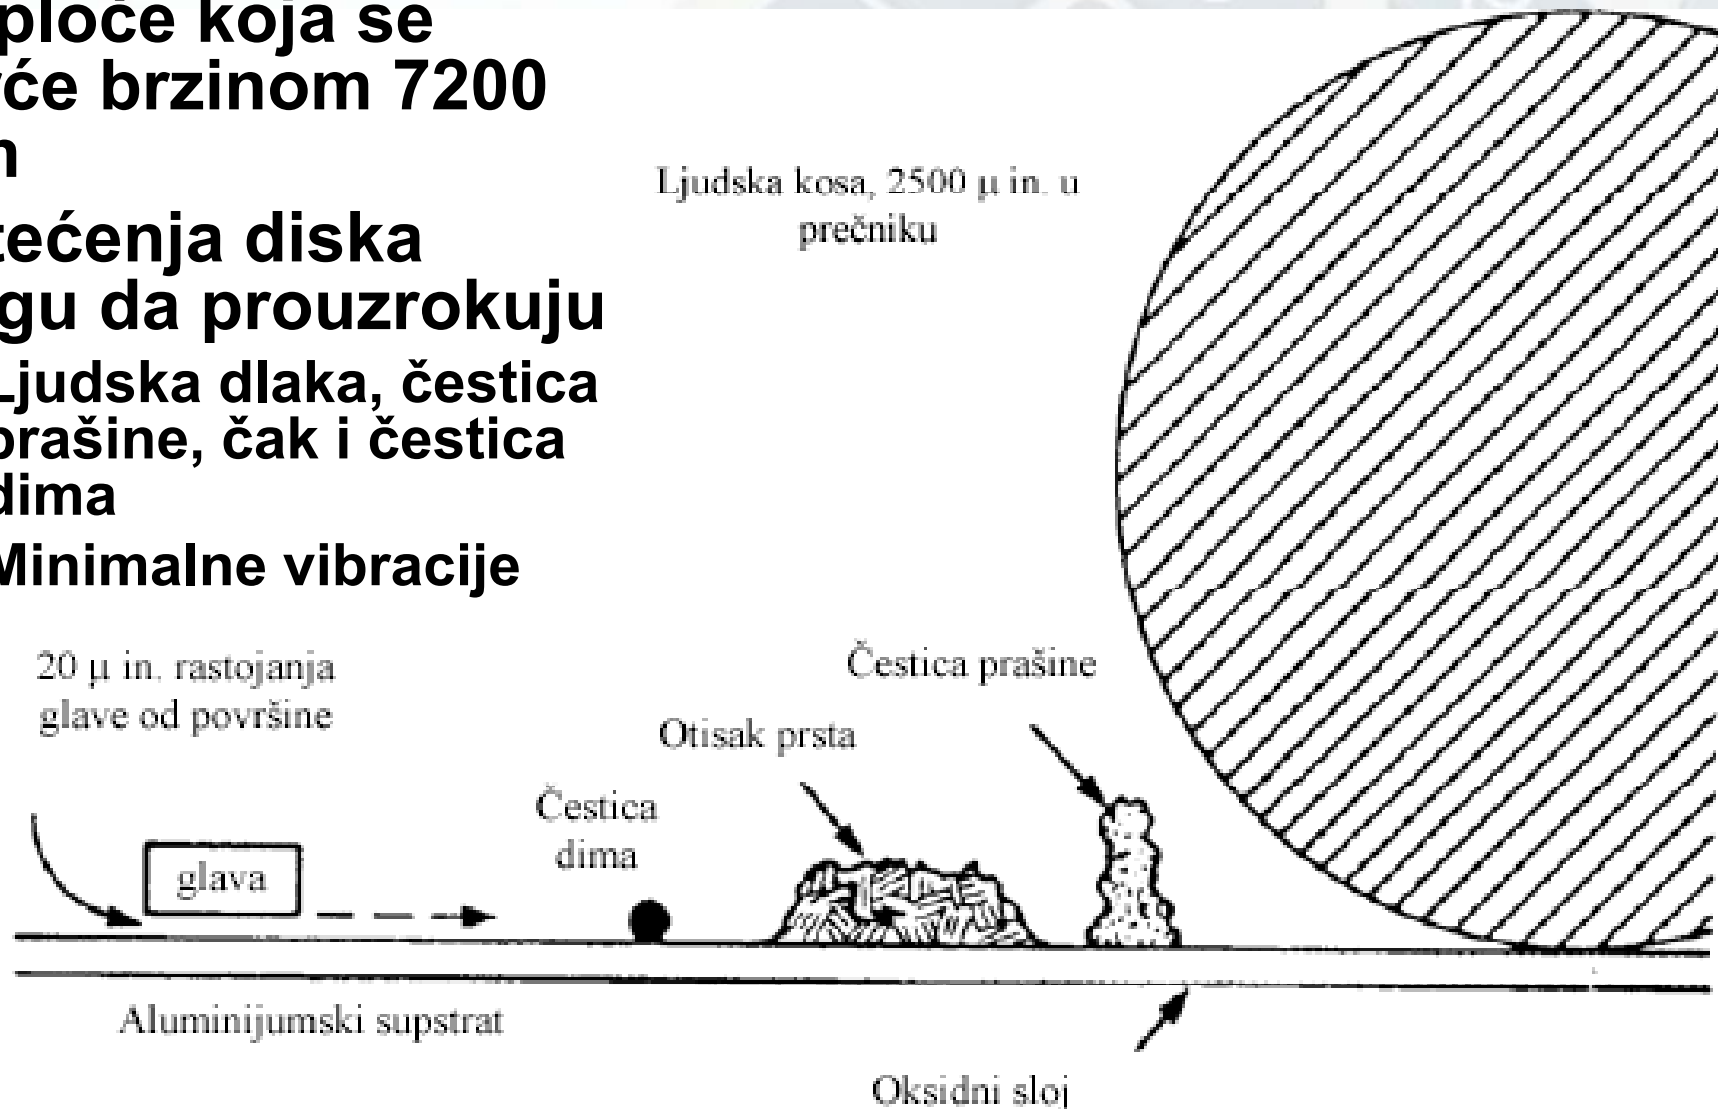 ploče koja se
će brzinom 7200
tećenja diska
gu da prouzrokuju
Ljudska dlaka, čestica
prašine, čak i čestica
dima
Minimalne vibracije
Ljudska kosa, 2500 μ in. u
prečniku
20 μ in. rastojanja
glave od površine
glava
Čestica
dima
Otisak prsta
Čestica prašine
Aluminijumski supstrat
Oksidni sloj